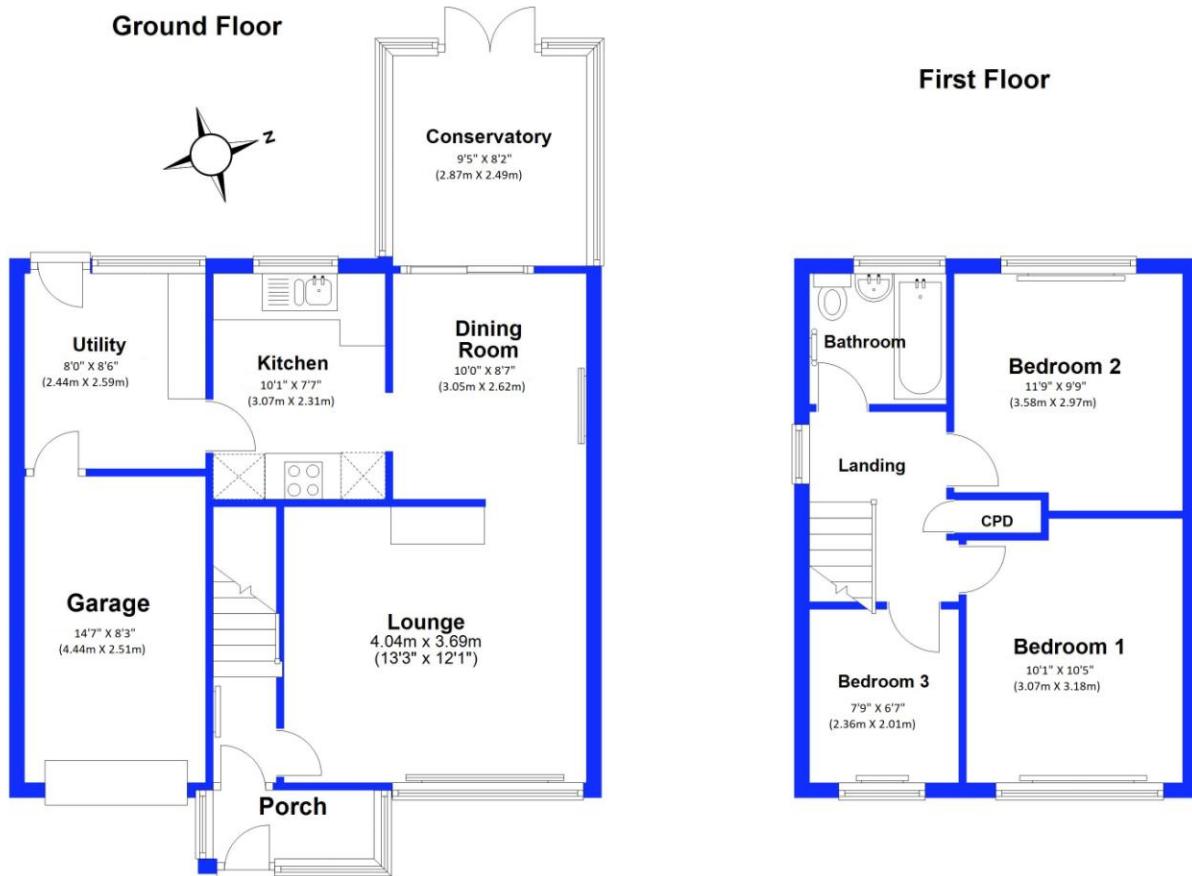 Ground Floor
N
Conservatory
9'5" X 8'2"
(2.87m X 2.49m)
Utility
8'0" X 8'6"
(2.44m X 2.59m)
Kitchen
10'1" X 7'7"
(3.07m X 2.31m)
Dining
Room
10'0" X 8'7"
(3.05m X 2.62m)
Garage
14'7" X 8'3"
(4.44m X 2.51m)
Lounge
4.04m x 3.69m
(13'3" x 12'1")
Porch
First Floor
Bathroom
Bedroom 2
11'9" X 9'9"
(3.58m X 2.97m)
Landing
CPD
Bedroom 1
10'1" X 10'5"
(3.07m X 3.18m)
Bedroom 3
7'9" X 6'7"
(2.36m X 2.01m)